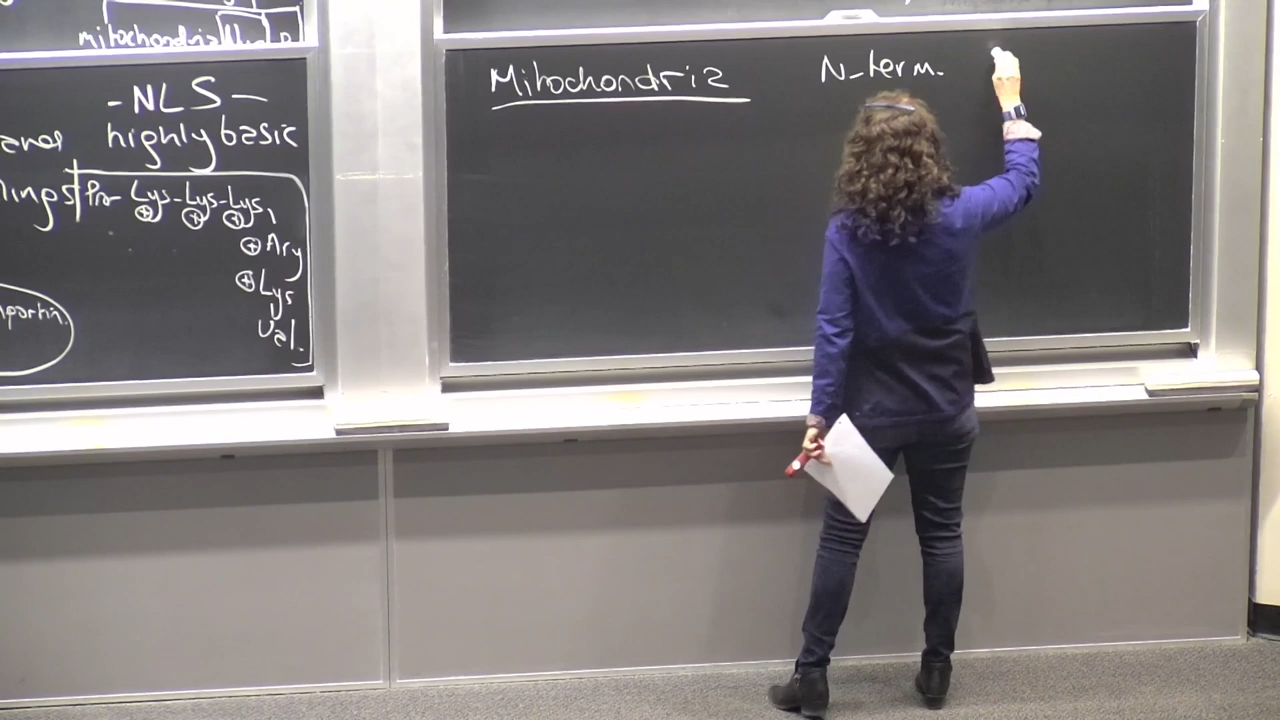 mitochondria
- NLS -
highly basic
Pro Lys - Lys - Lys
⊕ ⊕ ⊕
⊕ Arg
⊕ Lys
Val.
Mitochondria
N-term.